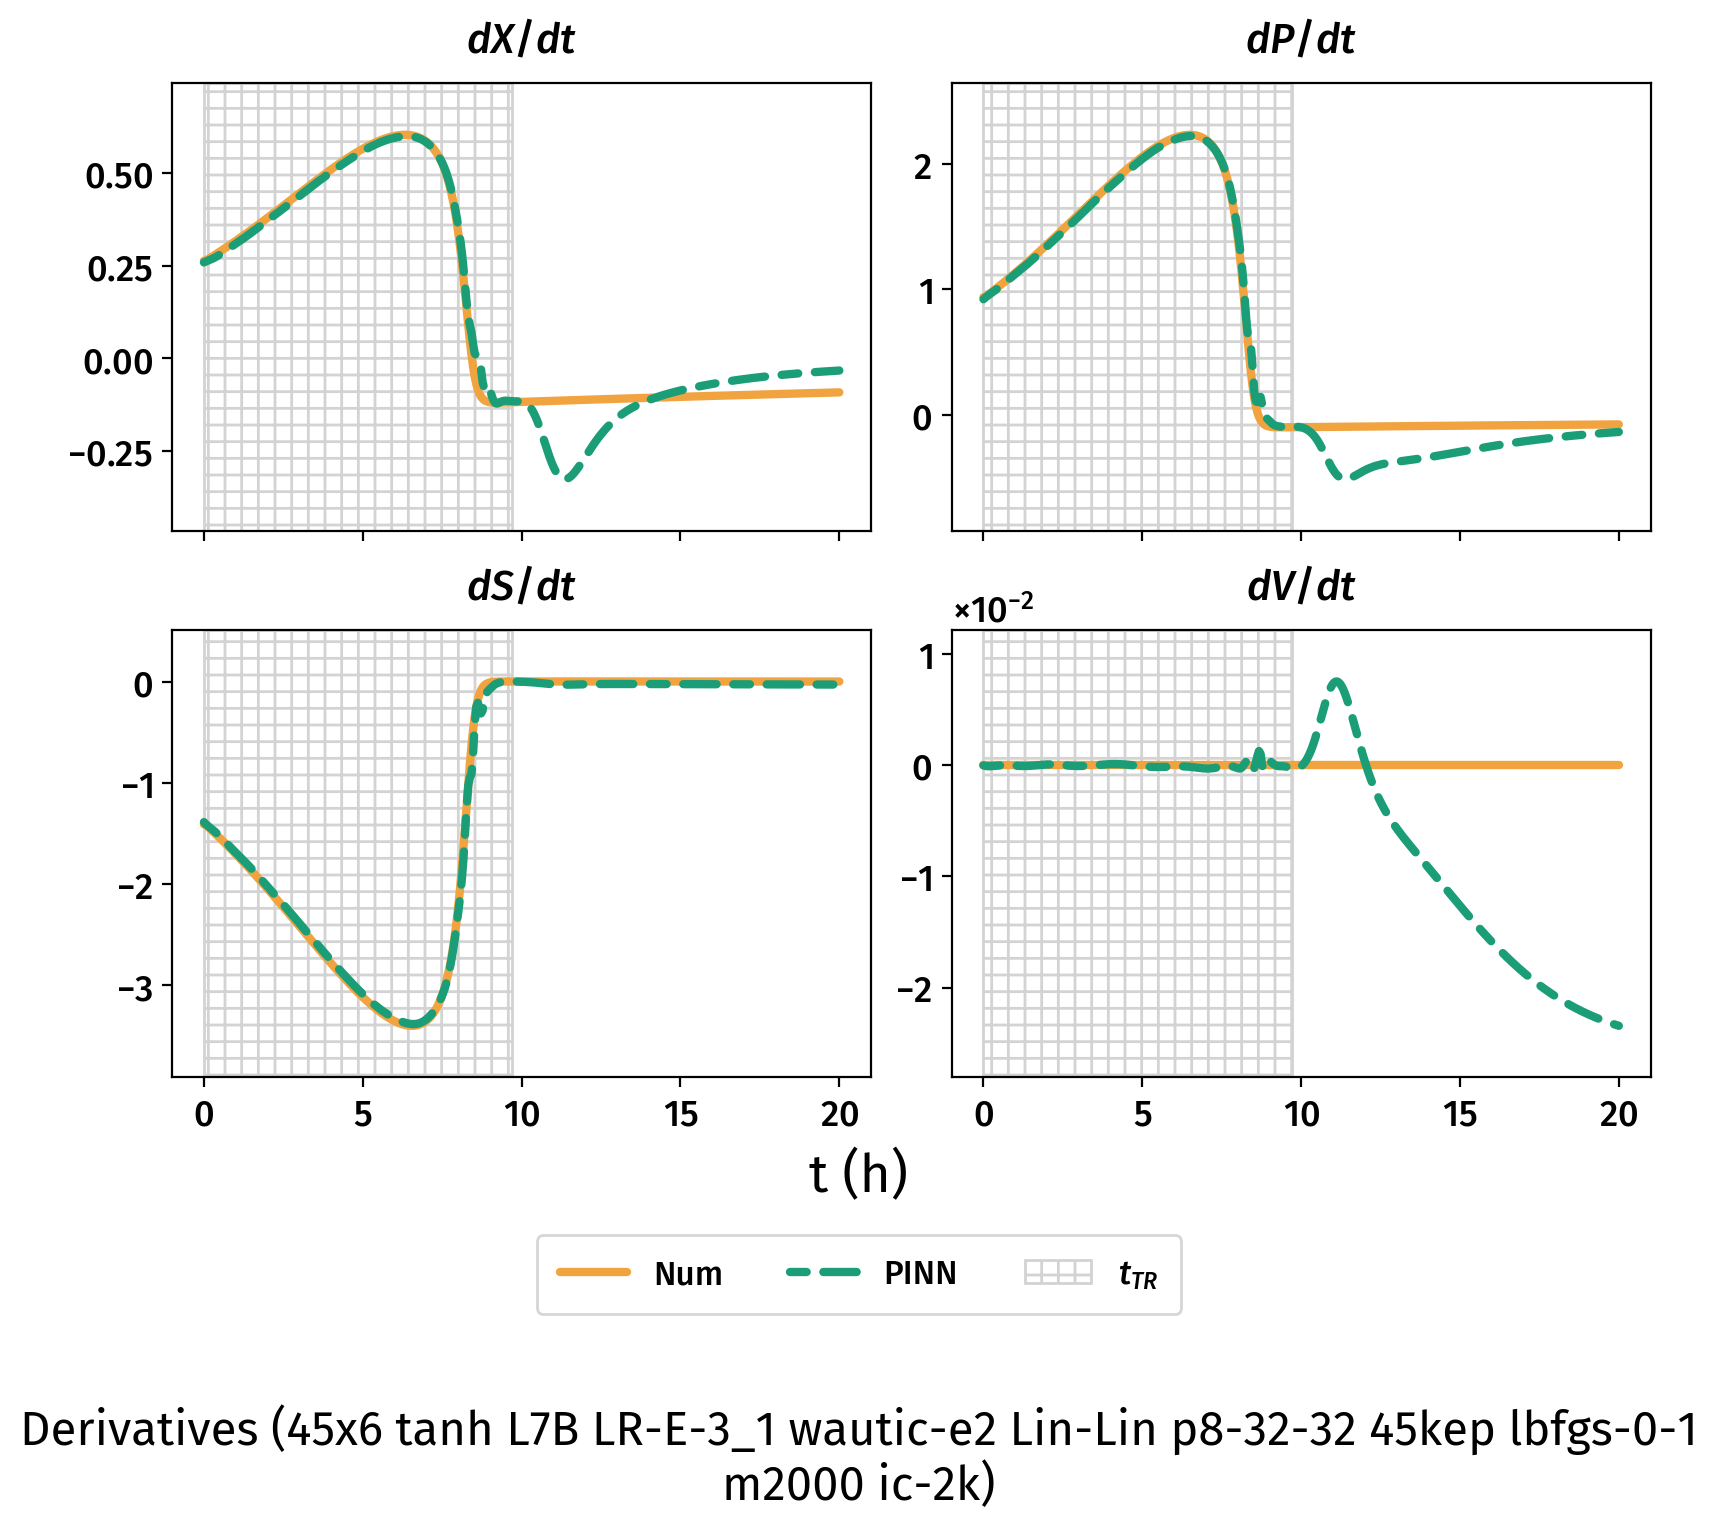 dX/dt
dP/dt
0.50
0.25
0.00
−0.25
2
1
0
dS/dt
dV/dt
×10⁻²
0
−1
−2
−3
1
0
−1
−2
0 5 10 15 20
0 5 10 15 20
t (h)
Num PINN t_TR
Derivatives (45x6 tanh L7B LR-E-3_1 wautic-e2 Lin-Lin p8-32-32 45kep lbfgs-0-1
m2000 ic-2k)